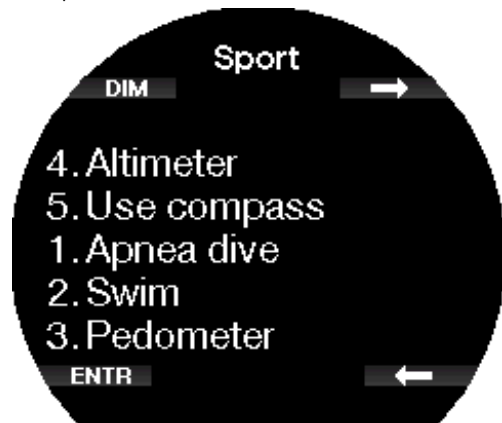 Sport
DIM
4. Altimeter
5. Use compass
1. Apnea dive
2. Swim
3. Pedometer
ENTR